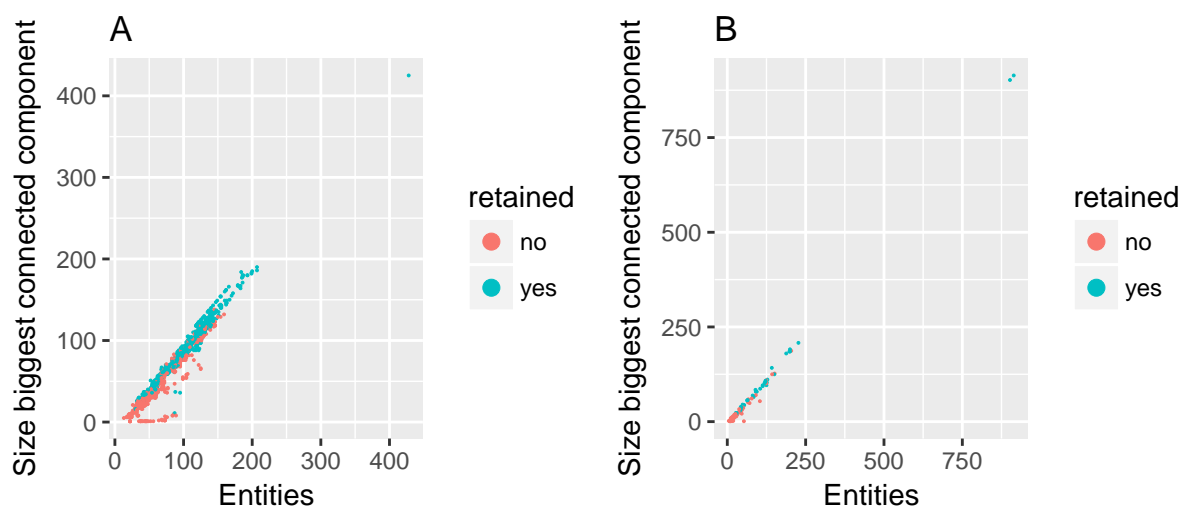 A
Size biggest connected component
400
300
200
100
0
0 100 200 300 400
Entities
retained
no
yes
B
Size biggest connected component
750
500
250
0
0 250 500 750
Entities
retained
no
yes